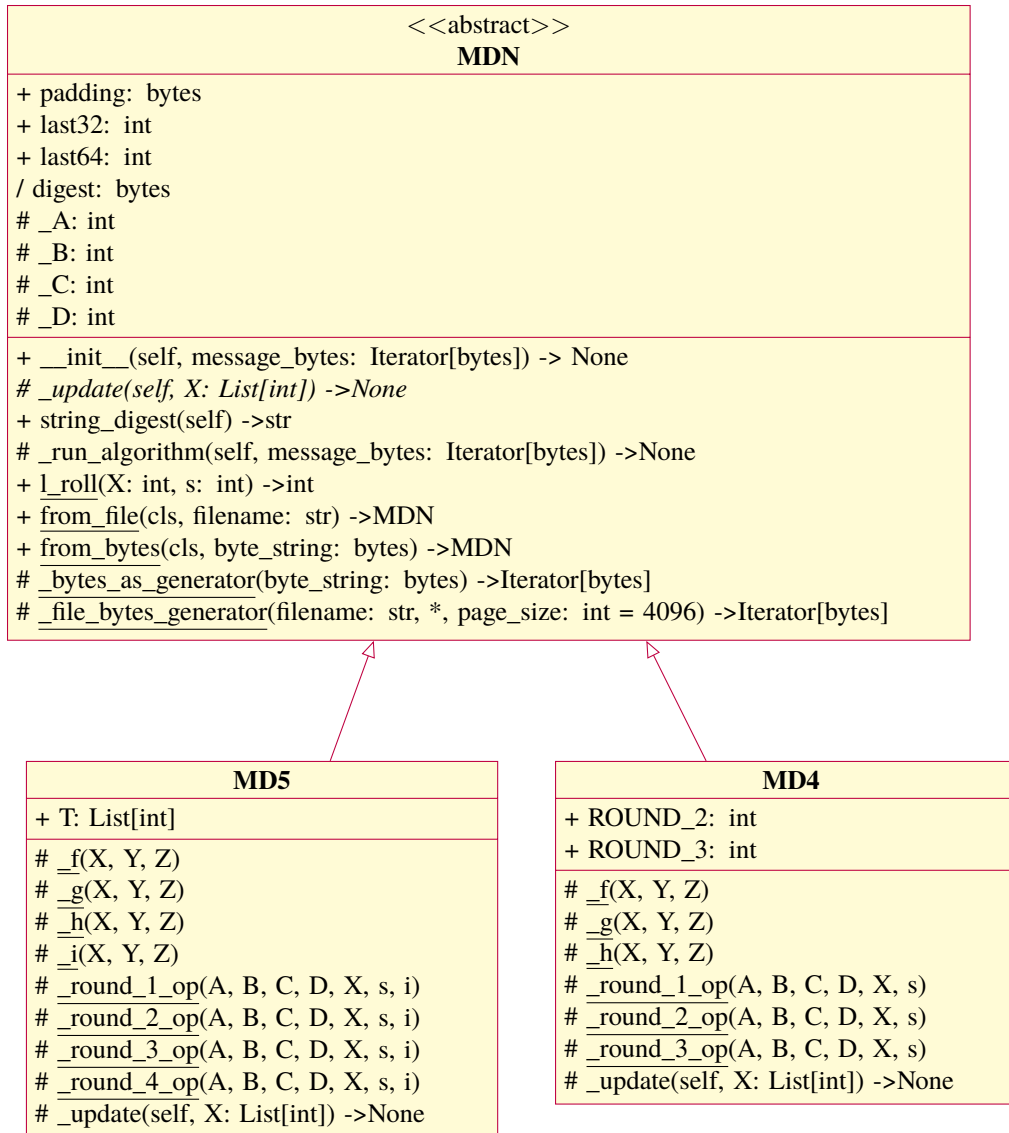 <<abstract>>
MDN
+ padding: bytes
+ last32: int
+ last64: int
/ digest: bytes
# _A: int
# _B: int
# _C: int
# _D: int
+ __init__(self, message_bytes: Iterator[bytes]) -> None
# _update(self, X: List[int]) ->None
+ string_digest(self) ->str
# _run_algorithm(self, message_bytes: Iterator[bytes]) ->None
+ l_roll(X: int, s: int) ->int
+ from_file(cls, filename: str) ->MDN
+ from_bytes(cls, byte_string: bytes) ->MDN
# _bytes_as_generator(byte_string: bytes) ->Iterator[bytes]
# _file_bytes_generator(filename: str, *, page_size: int = 4096) ->Iterator[bytes]
MD5
+ T: List[int]
# _f(X, Y, Z)
# _g(X, Y, Z)
# _h(X, Y, Z)
# _i(X, Y, Z)
# _round_1_op(A, B, C, D, X, s, i)
# _round_2_op(A, B, C, D, X, s, i)
# _round_3_op(A, B, C, D, X, s, i)
# _round_4_op(A, B, C, D, X, s, i)
# _update(self, X: List[int]) ->None
MD4
+ ROUND_2: int
+ ROUND_3: int
# _f(X, Y, Z)
# _g(X, Y, Z)
# _h(X, Y, Z)
# _round_1_op(A, B, C, D, X, s)
# _round_2_op(A, B, C, D, X, s)
# _round_3_op(A, B, C, D, X, s)
# _update(self, X: List[int]) ->None